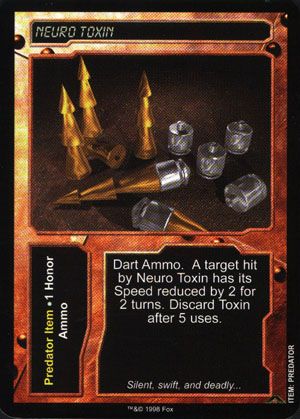 NEURO TOXIN
Predator Item • 1 Honor
Ammo
Dart Ammo. A target hit
by Neuro Toxin has its
Speed reduced by 2 for
2 turns. Discard Toxin
after 5 uses.
Silent, swift, and deadly...
™&© 1998 Fox
ITEM: PREDATOR